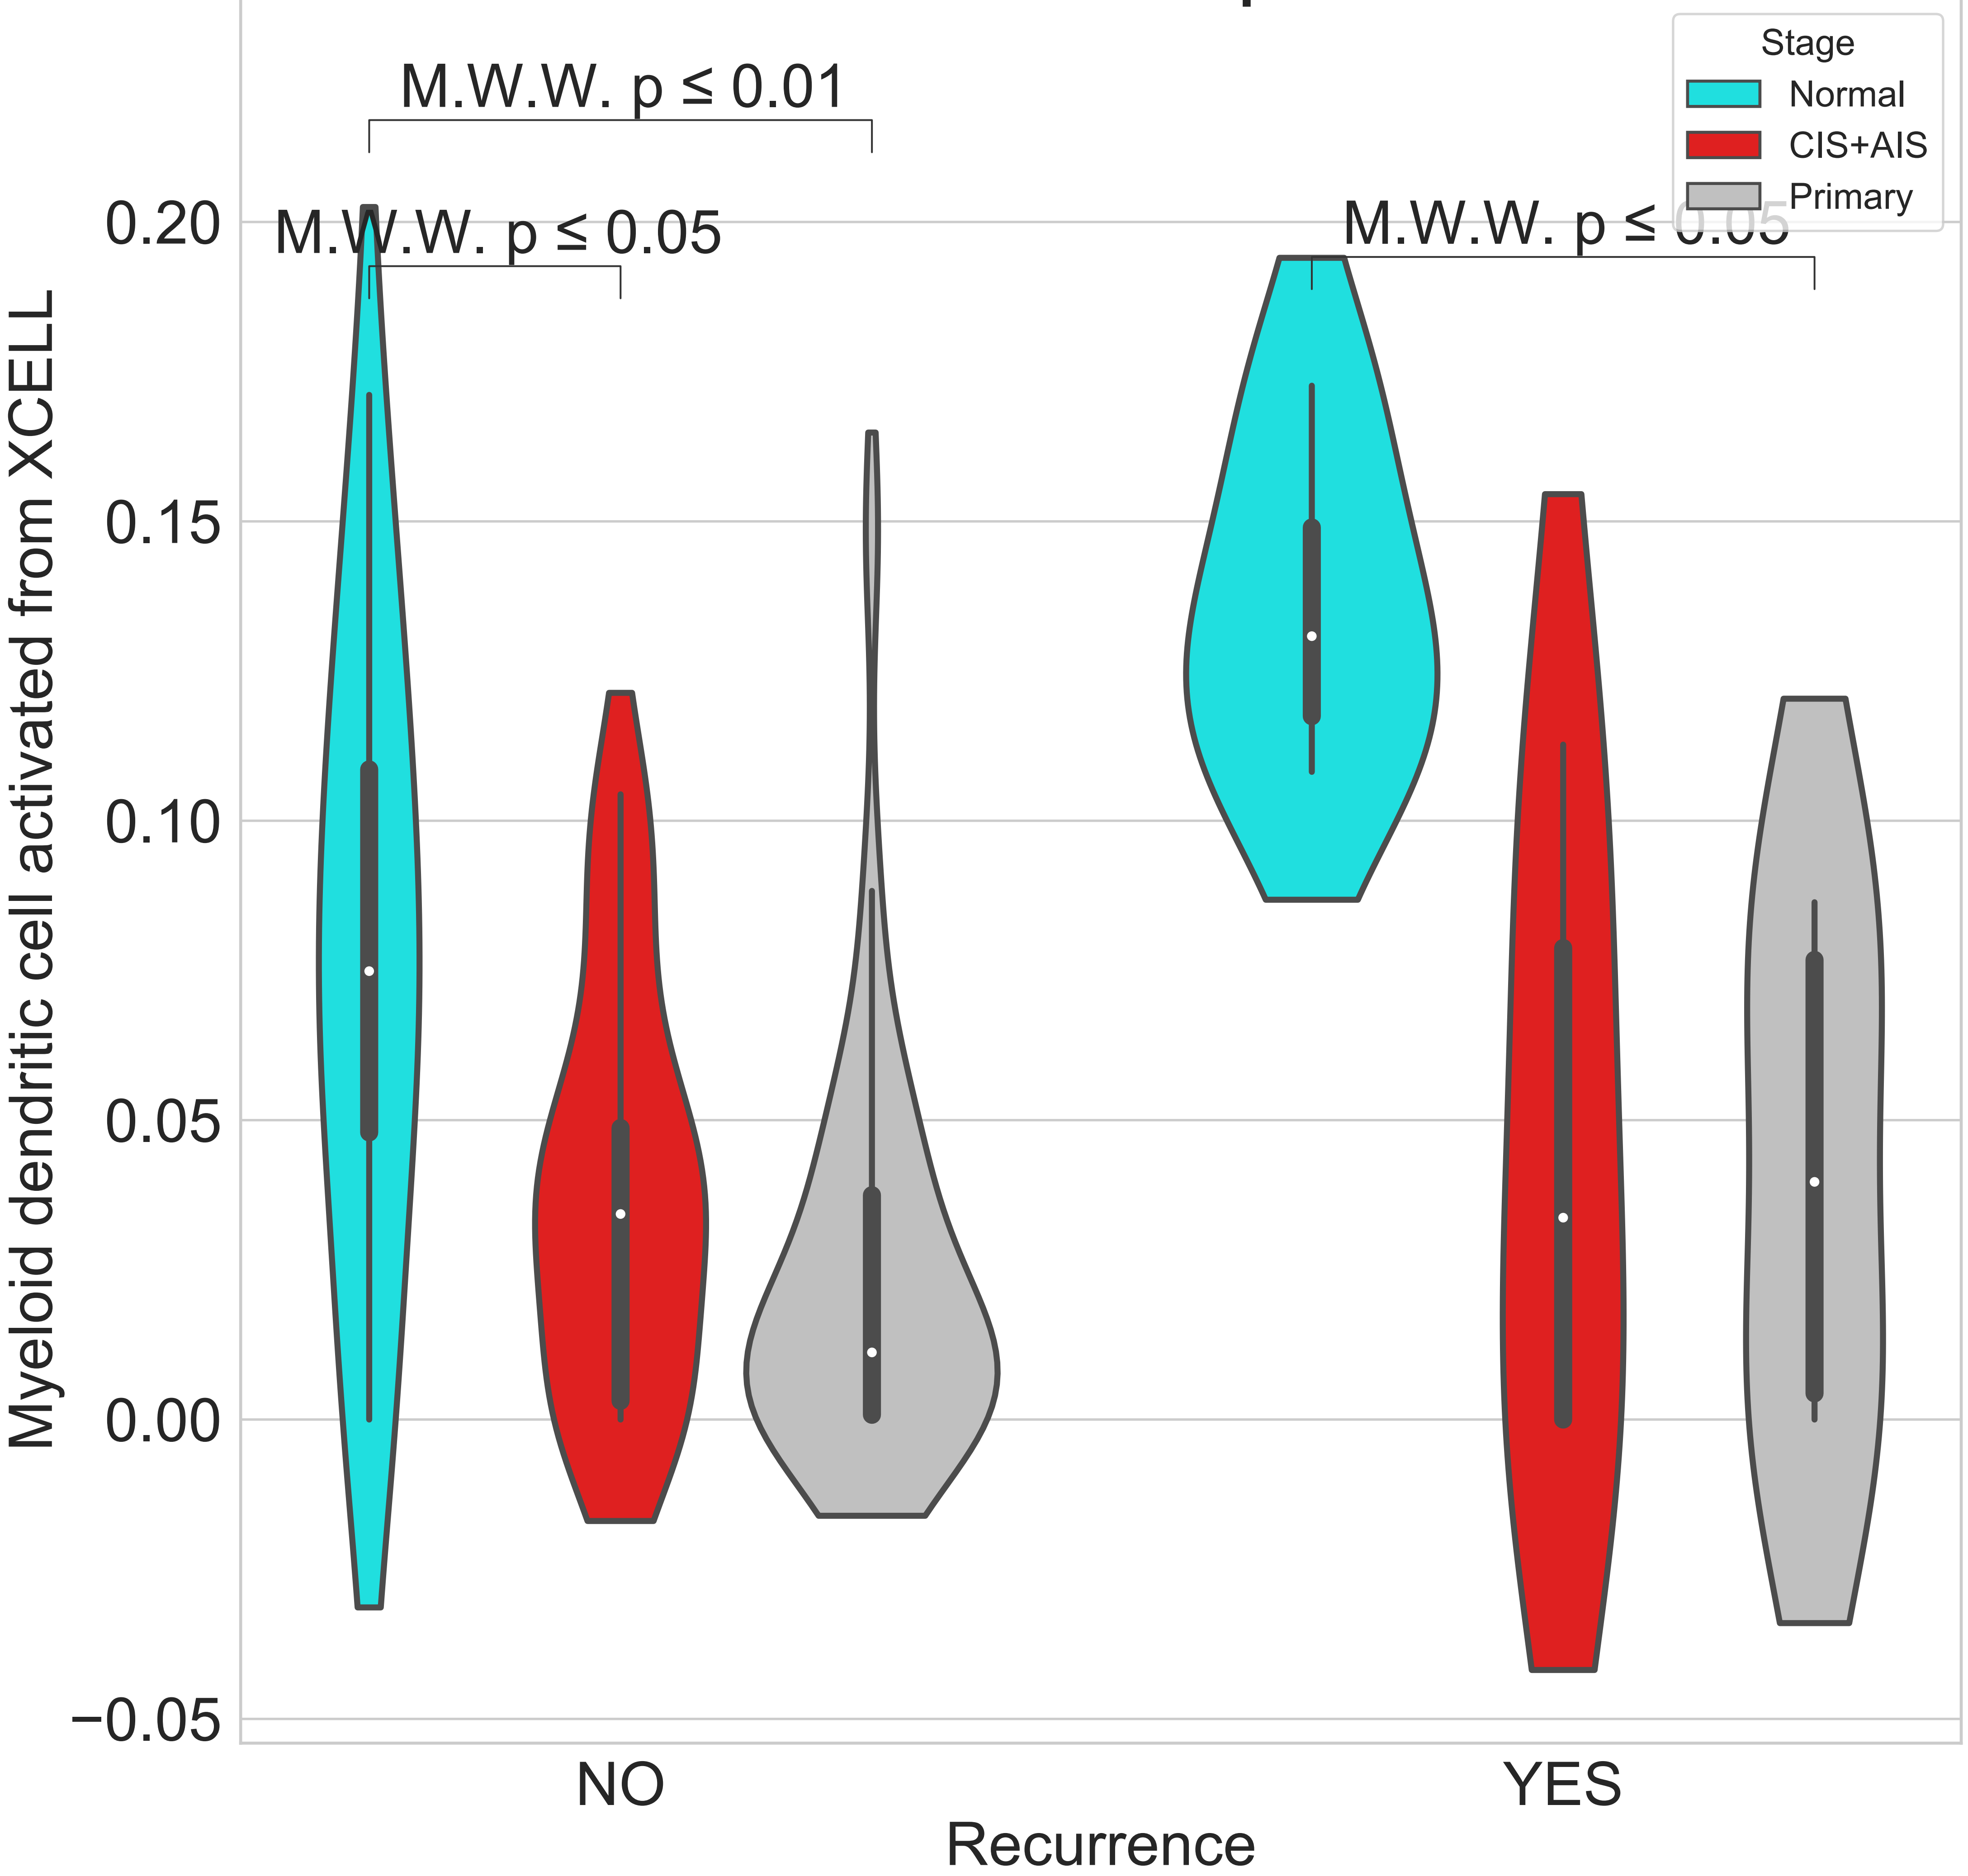 M.W.W. p ≤ 0.01
Stage
Normal
CIS+AIS
Primary
M.W.W. p ≤ 0.05
M.W.W. p ≤ 0.05
0.20
0.15
0.10
0.05
0.00
−0.05
Myeloid dendritic cell activated from XCELL
NO
YES
Recurrence